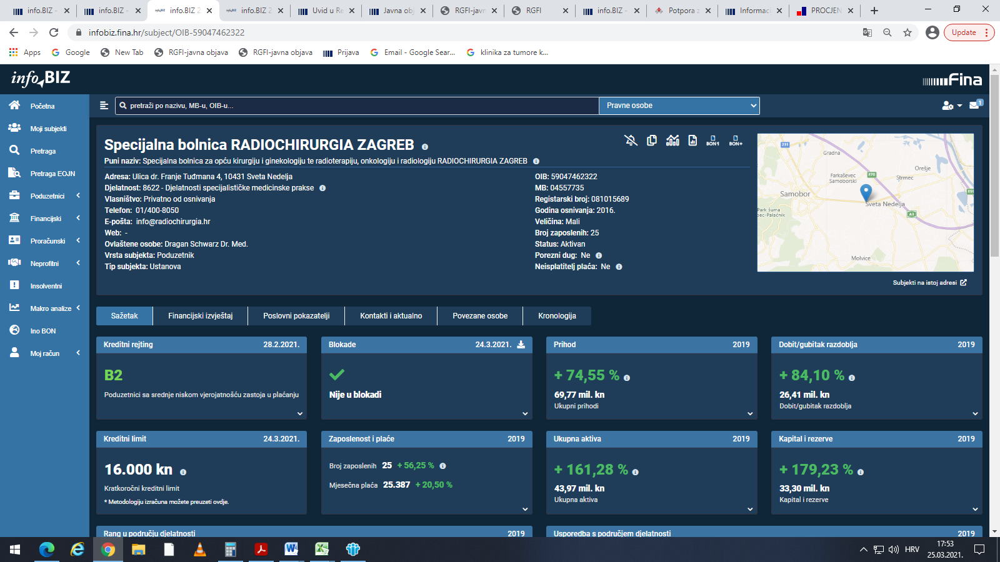 info.BIZ -
info.BIZ -
info.BIZ 2
info.BIZ 2
Uvid u Re
Javna obj
RGFI-javn
RGFI
info.BIZ -
Potpora z
Informaci
PROCJEN
infobiz.fina.hr/subject/OIB-59047462322
Update
Apps
Google
New Tab
RGFI-javna objava
RGFI-javna objava
Prijava
Email - Google Sear...
klinika za tumore k...
info.BIZ
Fina
Početna
Moji subjekti
Pretraga
Pretraga EOJN
Poduzetnici
Financijski
Proračunski
Neprofitni
Insolventni
Makro analize
Ino BON
Moj račun
pretraži po nazivu, MB-u, OIB-u...
Pravne osobe
1
Specijalna bolnica RADIOCHIRURGIA ZAGREB
BON1
BON+
Puni naziv: Specijalna bolnica za opću kirurgiju i ginekologiju te radioterapiju, onkologiju i radiologiju RADIOCHIRURGIA ZAGREB
Adresa: Ulica dr. Franje Tuđmana 4, 10431 Sveta Nedelja
Djelatnost: 8622 - Djelatnosti specijalističke medicinske prakse
Vlasništvo: Privatno od osnivanja
Telefon: 01/400-8050
E-pošta: info@radiochirurgia.hr
Web: -
Ovlaštene osobe: Dragan Schwarz Dr. Med.
Vrsta subjekta: Poduzetnik
Tip subjekta: Ustanova
OIB: 59047462322
MB: 04557735
Registarski broj: 081015689
Godina osnivanja: 2016.
Veličina: Mali
Broj zaposlenih: 25
Status: Aktivan
Porezni dug: Ne
Neisplatitelj plaća: Ne
231
Gradna
Farkaševec
Samoborski
E70
Orešje
Strmec
Samobor
Sveta Nedelja
Park šuma
A3
Molvice
Subjekti na istoj adresi
Sažetak
Financijski izvještaj
Poslovni pokazatelji
Kontakti i aktualno
Povezane osobe
Kronologija
Kreditni rejting 28.2.2021.
B2
Poduzetnici sa srednje niskom vjerojatnošću zastoja u plaćanju
Blokade 24.3.2021.
Nije u blokadi
Prihod 2019
+ 74,55 %
69,77 mil. kn
Ukupni prihodi
Dobit/gubitak razdoblja 2019
+ 84,10 %
26,41 mil. kn
Dobit/gubitak razdoblja
Kreditni limit 24.3.2021.
16.000 kn
Kratkoročni kreditni limit
* Metodologiju izračuna možete preuzeti ovdje.
Zaposlenost i plaće 2019
Broj zaposlenih 25 + 56,25 %
Mjesečna plaća 25.387 + 20,50 %
Ukupna aktiva 2019
+ 161,28 %
43,97 mil. kn
Ukupna aktiva
Kapital i rezerve 2019
+ 179,23 %
33,30 mil. kn
Kapital i rezerve
Rang u području djelatnosti 2019
Usporedba s područjem djelatnosti 2019
HRV
17:53
25.03.2021.